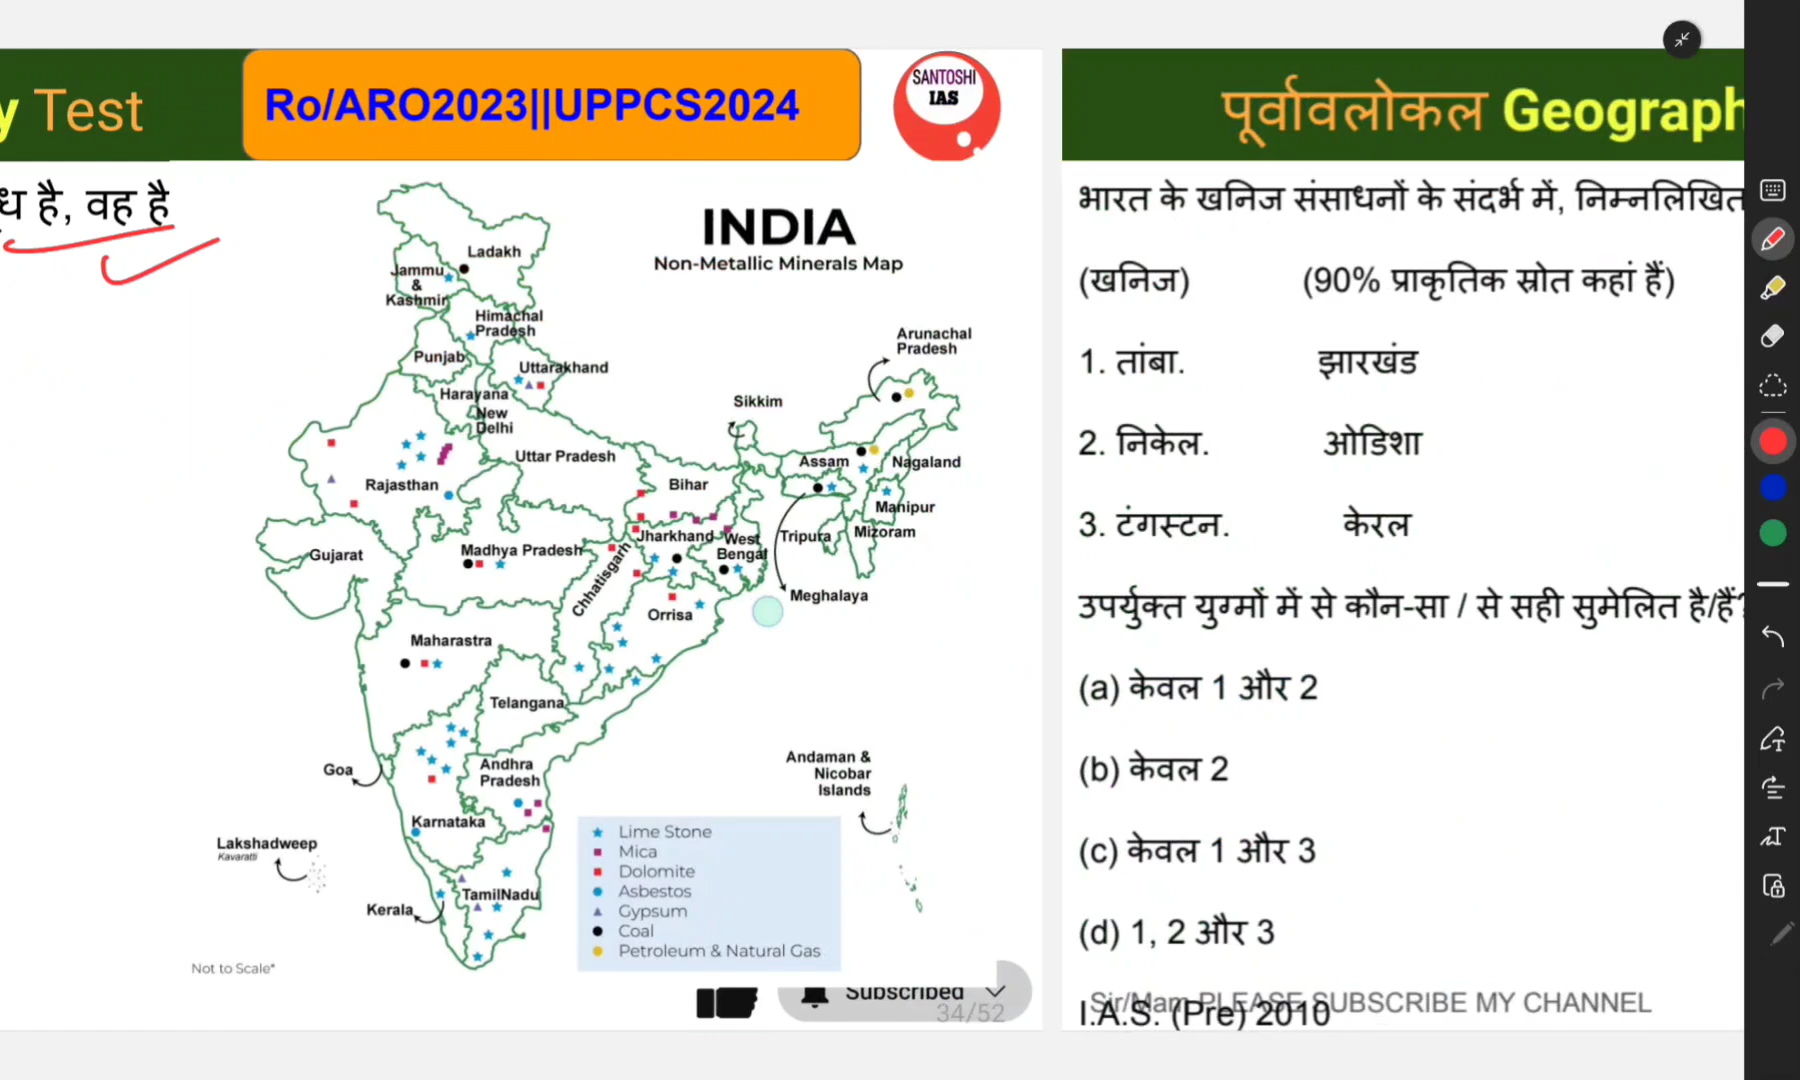 y Test
Ro/ARO2023||UPPCS2024
SANTOSHI
IAS
ध है, वह है
INDIA
Non-Metallic Minerals Map
Ladakh
Jammu
&
Kashmir
Himachal
Pradesh
Punjab
Uttarakhand
Harayana
New
Delhi
Arunachal
Pradesh
Sikkim
Uttar Pradesh
Assam
Nagaland
Rajasthan
Bihar
Manipur
Gujarat
Madhya Pradesh
Jharkhand
West
Bengal
Tripura
Mizoram
Chhatisgarh
Meghalaya
Orrisa
Maharastra
Telangana
Goa
Andhra
Pradesh
Andaman &
Nicobar
Islands
Karnataka
Lakshadweep
Kavaratti
Kerala
TamilNadu
Lime Stone
Mica
Dolomite
Asbestos
Gypsum
Coal
Petroleum & Natural Gas
Not to Scale*
Subscribed
34/52
पूर्वावलोकल Geograph
भारत के खनिज संसाधनों के संदर्भ में, निम्नलिखित
(खनिज) (90% प्राकृतिक स्रोत कहां हैं)
1. तांबा. झारखंड
2. निकेल. ओडिशा
3. टंगस्टन. केरल
उपर्युक्त युग्मों में से कौन-सा / से सही सुमेलित है/हैं?
(a) केवल 1 और 2
(b) केवल 2
(c) केवल 1 और 3
(d) 1, 2 और 3
I.A.S. (Pre) 2010
Sir/Mam PLEASE SUBSCRIBE MY CHANNEL